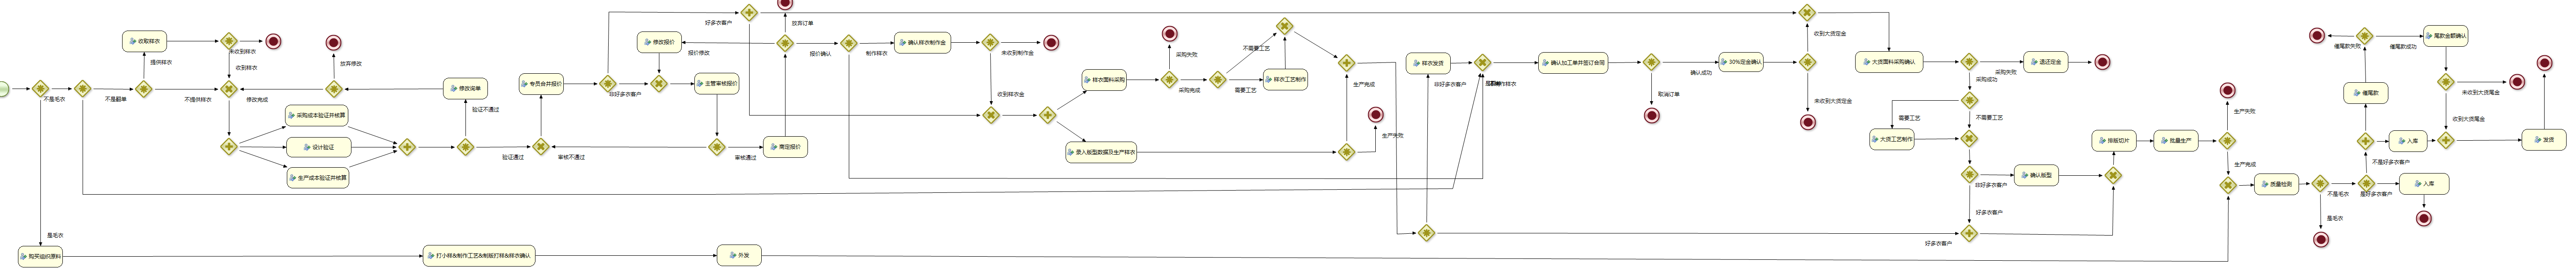 好多衣客户
放弃订单
收取样衣
未收到样衣
提供样衣
收到样衣
放弃修改
修改报价
报价修改
报价确认
制作样衣
确认样衣制作金
未收到制作金
采购失败
不需要工艺
收到大货定金
催尾款失败
催尾款成功
尾款金额确认
样衣发货
确认加工单并签订合同
30%定金确认
确认成功
大货面料采购确认
采购失败
退还定金
采购成功
不是毛衣
不是翻单
不提供样衣
修改完成
修改询单
专员会并报价
非好多衣客户
主管审核报价
收到样衣金
样衣面料采购
采购完成
需要工艺
样衣工艺制作
生产完成
非好多衣客户
取消订单
未收到大货定金
催尾款
未收到大货尾金
验证不通过
采购成本验证并核算
设计验证
生产成本验证并核算
验证通过
审核不通过
审核通过
商定报价
录入板型数据及生产样衣
生产失败
需要工艺
不需要工艺
大货工艺制作
排版切片
批量生产
生产失败
生产完成
收到大货尾金
入库
不是好多衣客户
发货
非好多衣客户
确认板型
好多衣客户
好多衣客户
质量检测
不是毛衣
是好多衣客户
入库
是毛衣
是毛衣
购买组织原料
打小样&制作工艺&制板打样&样衣确认
外发